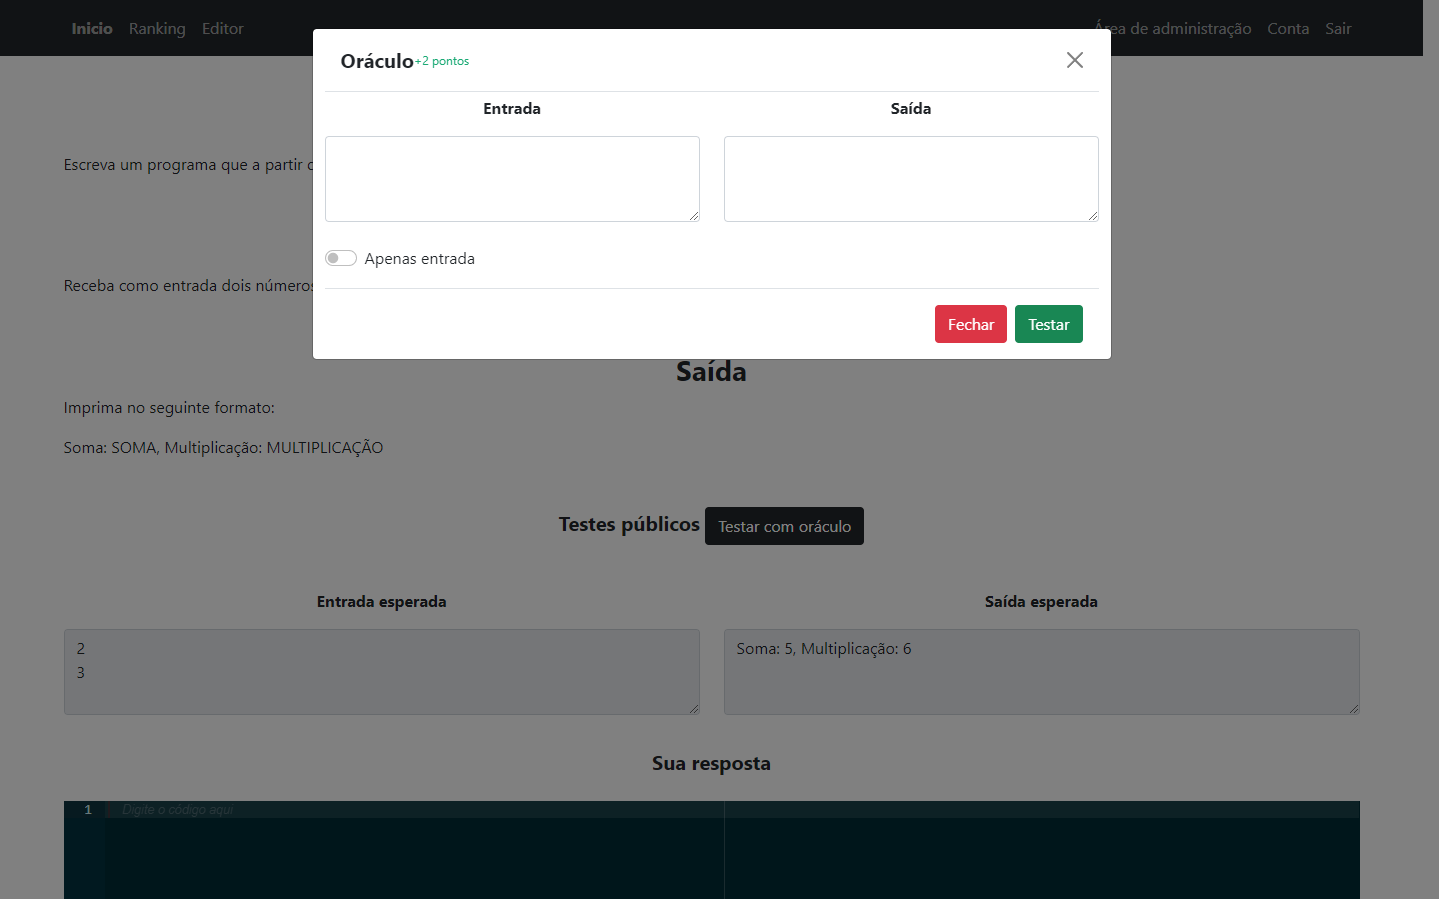 Inicio Ranking Editor
Área de administração Conta Sair
Oráculo +2 pontos
Entrada Saída
Apenas entrada
Fechar Testar
Escreva um programa que a partir
Receba como entrada dois números
Saída
Imprima no seguinte formato:
Soma: SOMA, Multiplicação: MULTIPLICAÇÃO
Testes públicos Testar com oráculo
Entrada esperada Saída esperada
2
3
Soma: 5, Multiplicação: 6
Sua resposta
1 Digite o código aqui